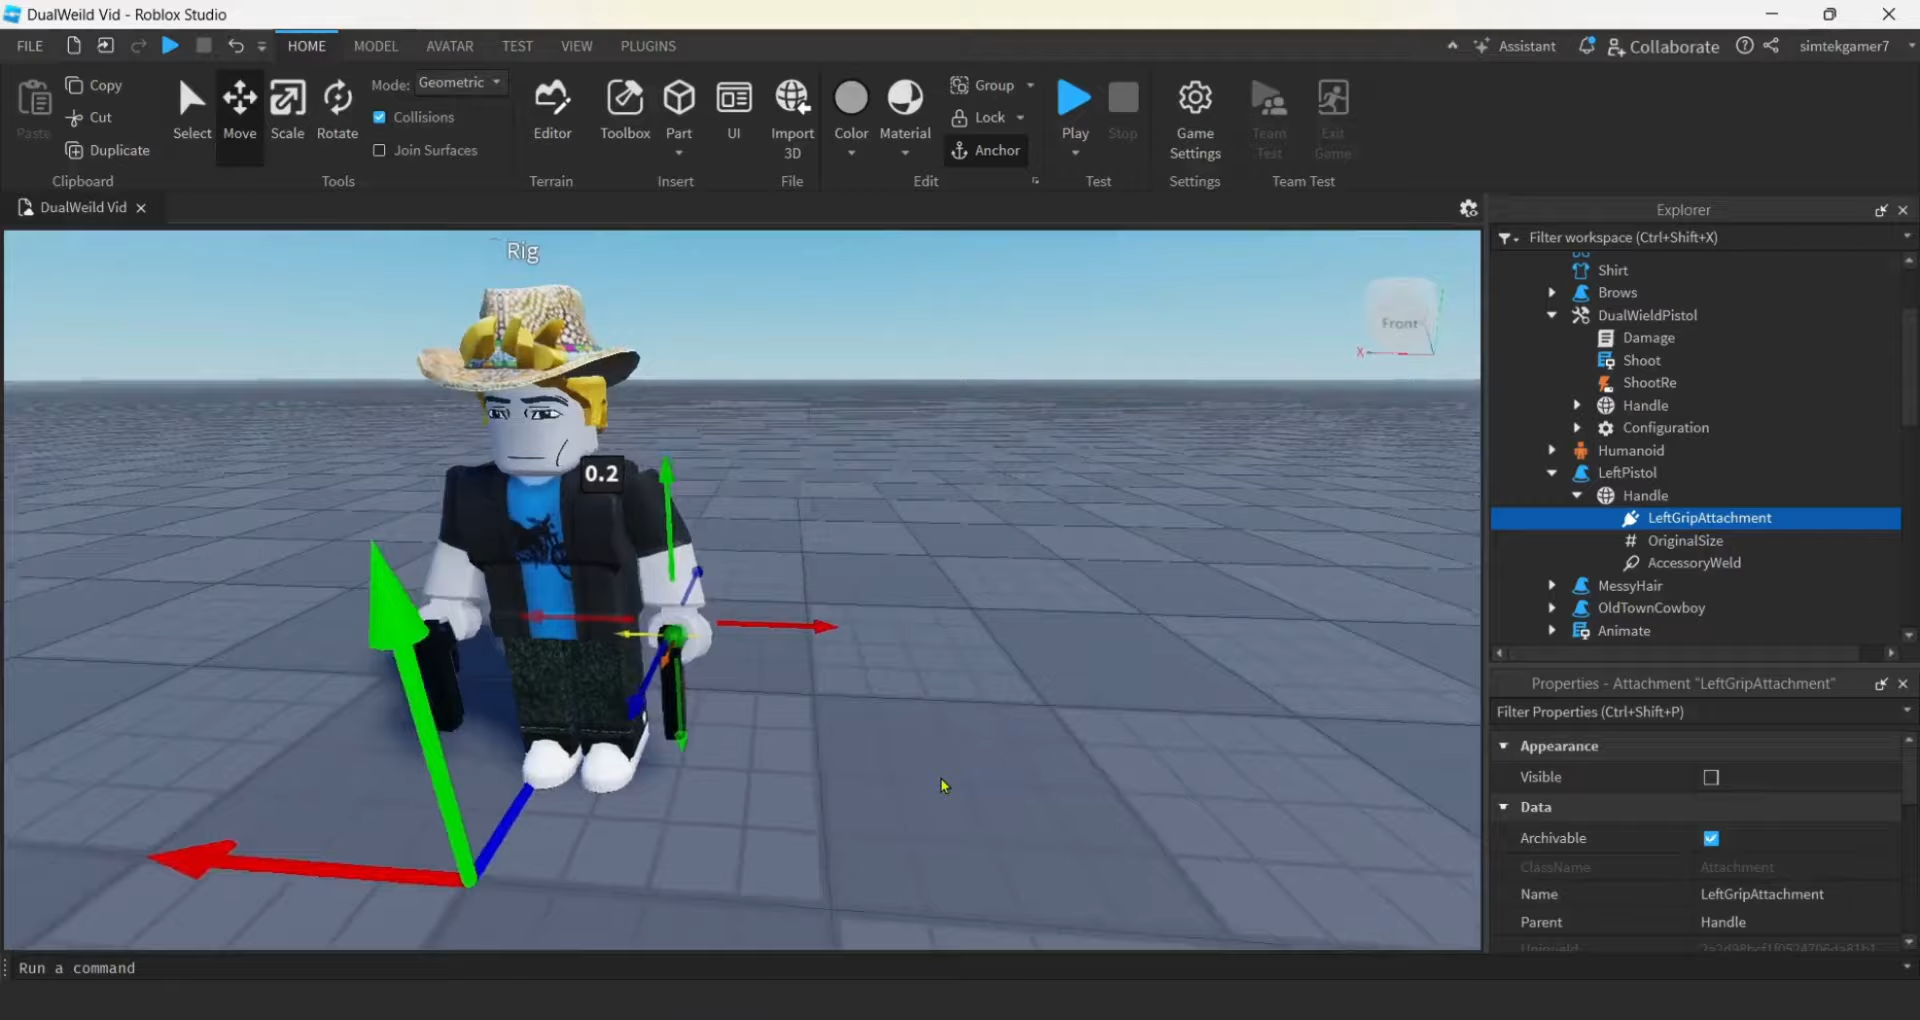 DualWeild Vid - Roblox Studio
FILE HOME MODEL AVATAR TEST VIEW PLUGINS Assistant Collaborate simtekgamer7
Paste Copy Cut Duplicate Clipboard
Select Move Scale Rotate Mode: Geometric Collisions Join Surfaces Tools
Editor Terrain
Toolbox Part UI Insert
Import 3D File
Color Material Group Lock Anchor Edit
Play Stop Test
Game Settings Settings
Team Test Exit Game Team Test
DualWeild Vid
Rig
Front
X
0.2
Explorer
Filter workspace (Ctrl+Shift+X)
Shirt
Brows
DualWieldPistol
Damage
Shoot
ShootRe
Handle
Configuration
Humanoid
LeftPistol
Handle
LeftGripAttachment
OriginalSize
AccessoryWeld
MessyHair
OldTownCowboy
Animate
Properties - Attachment "LeftGripAttachment"
Filter Properties (Ctrl+Shift+P)
Appearance
Visible
Data
Archivable
ClassName Attachment
Name LeftGripAttachment
Parent Handle
UniqueId
Run a command